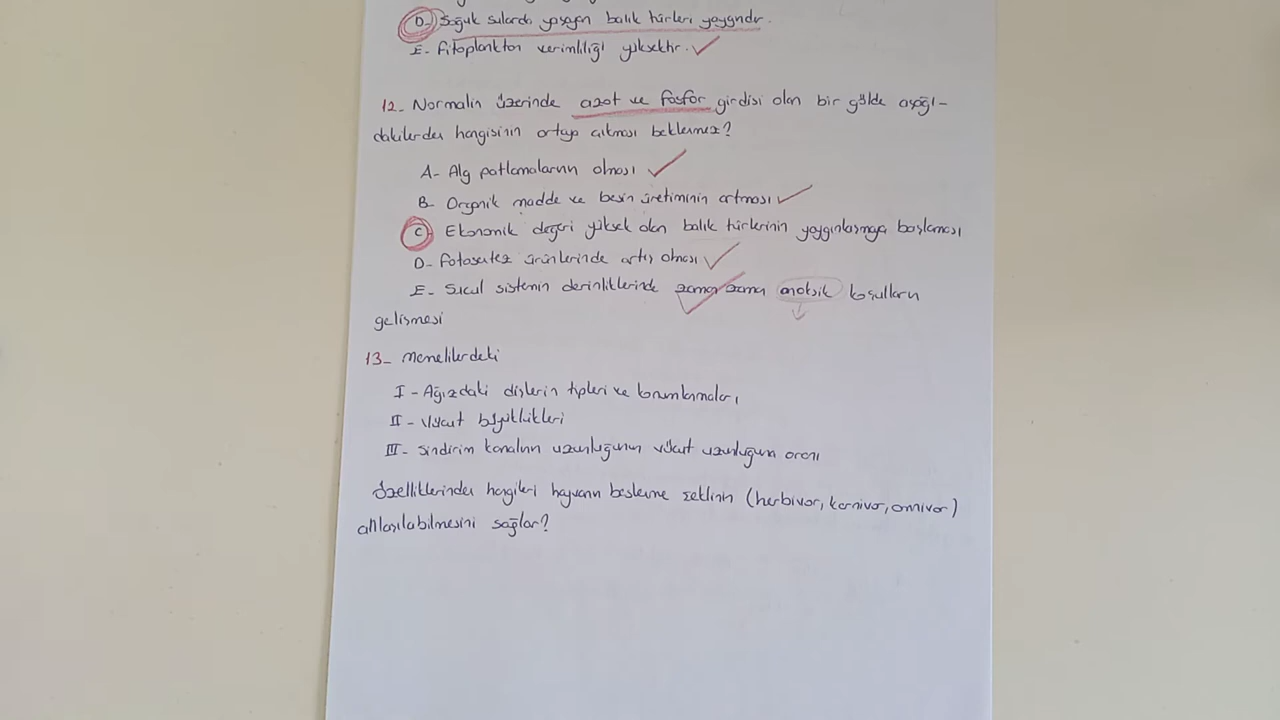 D- Soğuk sularda yaşayan balık türleri yaygındır.
E- Fitoplankton verimliliği yüksektir.
12- Normalin üzerinde azot ve fosfor girdisi olan bir gölde aşağı-
dakilerden hangisinin ortaya çıkması beklenmez?
A- Alg patlamalarının olması
B- Organik madde ve besin üretiminin artması
C- Ekonomik değeri yüksek olan balık türlerinin yaygınlaşmaya başlaması
D- Fotosentez ürünlerinde artış olması
E- Sucul sistemin derinliklerinde zaman zaman anoksik koşulların
gelişmesi
13- Memelilerdeki
I - Ağızdaki dişlerin tipleri ve konumlanmaları,
II - Vücut büyüklükleri
III- Sindirim kanalının uzunluğunun vücut uzunluğuna oranı
özelliklerinden hangileri hayvanın beslenme şeklinin (herbivor, karnivor, omnivor)
anlaşılabilmesini sağlar?